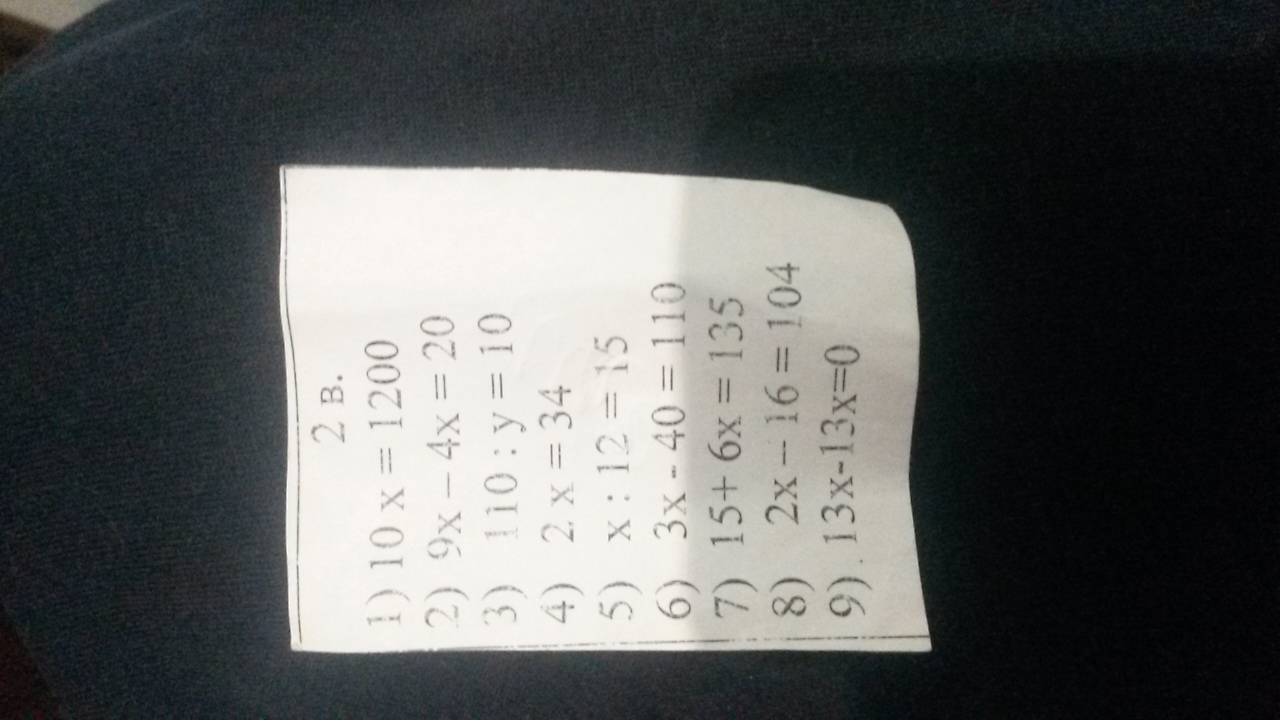 2 в.
1) 10 x = 1200
2) 9x – 4x = 20
3) 110 : y = 10
4) 2 x = 34
5) x : 12 = 15
6) 3x - 40 = 110
7) 15+ 6x = 135
8) 2x – 16 = 104
9) 13x-13x=0